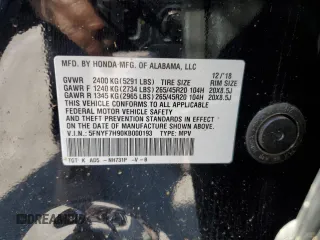 MFD. BY HONDA MFG. OF ALABAMA, LLC
12/18
GVWR 2400 KG(5291 LBS) TIRE SIZE RIM SIZE
GAWR F 1240 KG(2734 LBS) 265/45R20 104H 20X8.5J
GAWR R 1345 KG(2965 LBS) 265/45R20 104H 20X8.5J
THIS VEHICLE CONFORMS TO ALL APPLICABLE
FEDERAL MOTOR VEHICLE SAFETY AND
THEFT PREVENTION STANDARDS IN EFFECT ON THE
DATE OF MANUFACTURE SHOWN ABOVE.
V.I.N.: 5FNYF7H90KB000193 TYPE: MPV
TGT K A05 - NH731P -V-B